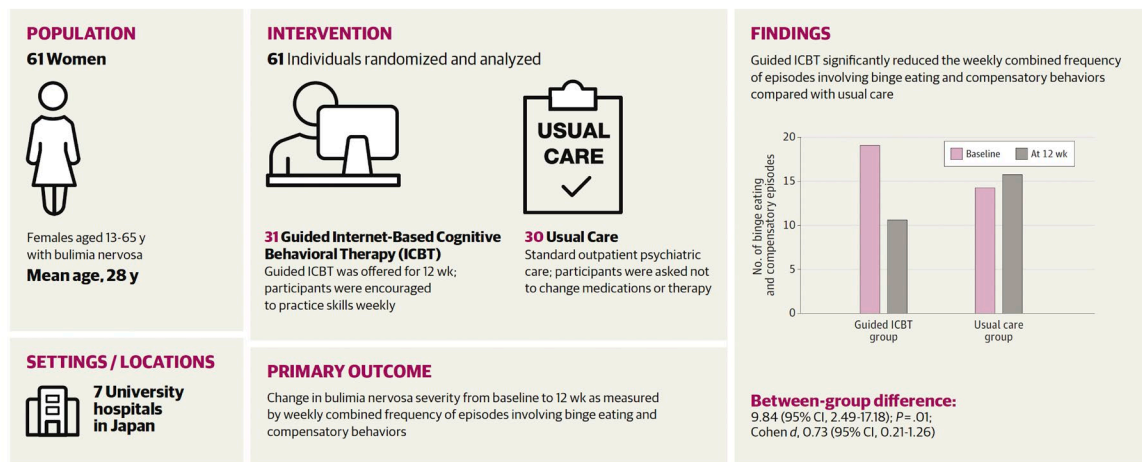 POPULATION
61 Women
Females aged 13-65 y
with bulimia nervosa
Mean age, 28 y
SETTINGS / LOCATIONS
7 University
hospitals
in Japan
INTERVENTION
61 Individuals randomized and analyzed
USUAL
CARE
31 Guided Internet-Based Cognitive
Behavioral Therapy (ICBT)
Guided ICBT was offered for 12 wk;
participants were encouraged
to practice skills weekly
30 Usual Care
Standard outpatient psychiatric
care; participants were asked not
to change medications or therapy
PRIMARY OUTCOME
Change in bulimia nervosa severity from baseline to 12 wk as measured
by weekly combined frequency of episodes involving binge eating and
compensatory behaviors
FINDINGS
Guided ICBT significantly reduced the weekly combined frequency
of episodes involving binge eating and compensatory behaviors
compared with usual care
No. of binge eating
and compensatory episodes
20
15
10
5
0
Baseline
At 12 wk
Guided ICBT
group
Usual care
group
Between-group difference:
9.84 (95% CI, 2.49-17.18); P = .01;
Cohen d, 0.73 (95% CI, 0.21-1.26)